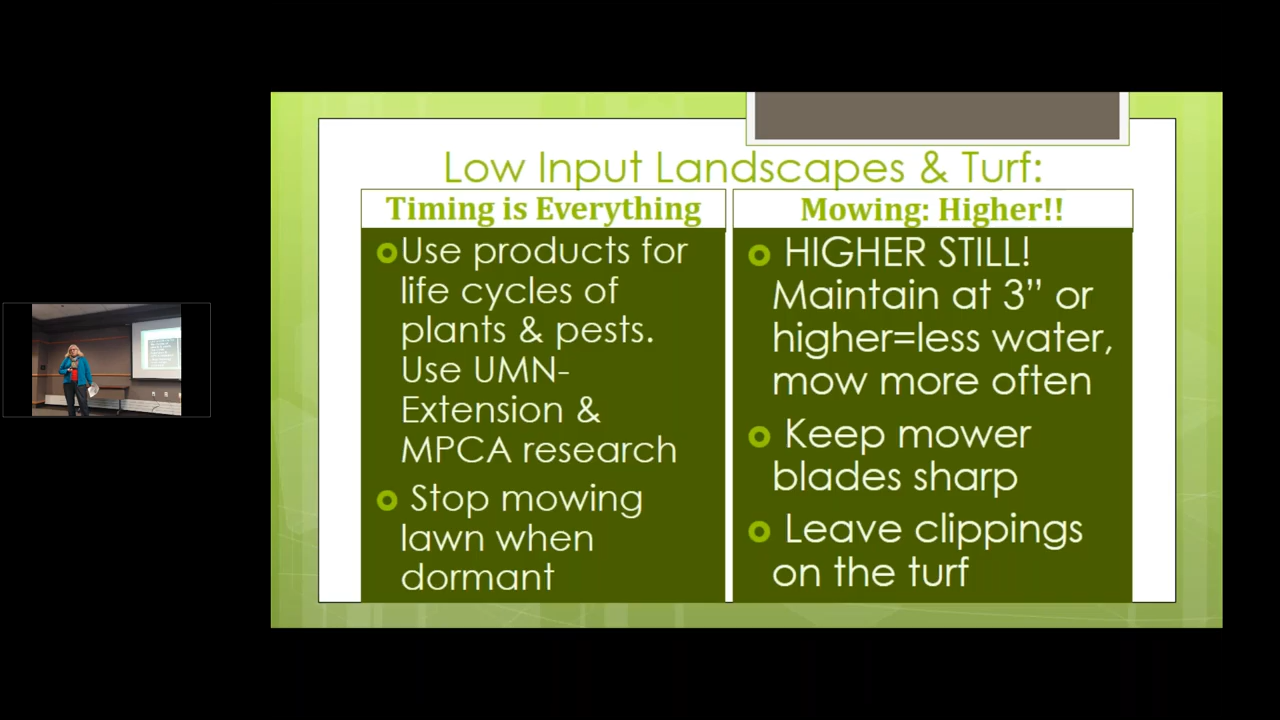 Low Input Landscapes & Turf:
Timing is Everything
Use products for
life cycles of
plants & pests.
Use UMN-
Extension &
MPCA research
Stop mowing
lawn when
dormant
Mowing: Higher!!
HIGHER STILL!
Maintain at 3” or
higher=less water,
mow more often
Keep mower
blades sharp
Leave clippings
on the turf